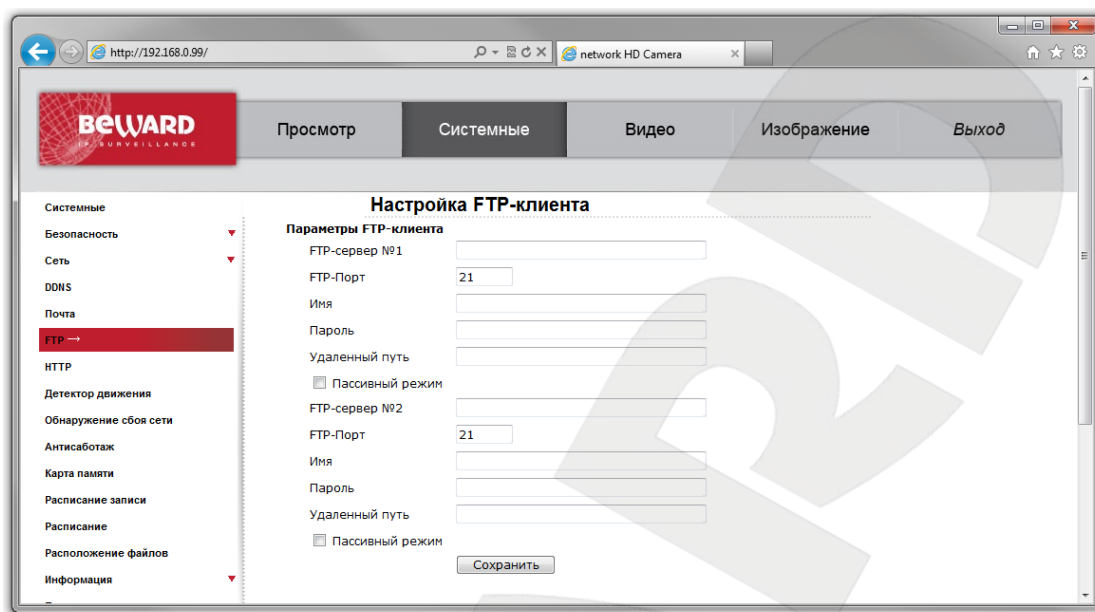 http://192.168.0.99/
network HD Camera
BEWARD
IP SURVEILLANCE
Просмотр
Системные
Видео
Изображение
Выход
Системные
Безопасность
Сеть
DDNS
Почта
FTP →
HTTP
Детектор движения
Обнаружение сбоя сети
Антисаботаж
Карта памяти
Расписание записи
Расписание
Расположение файлов
Информация
Настройка FTP-клиента
Параметры FTP-клиента
FTP-сервер №1
FTP-Порт 21
Имя
Пароль
Удаленный путь
Пассивный режим
FTP-сервер №2
FTP-Порт 21
Имя
Пароль
Удаленный путь
Пассивный режим
Сохранить